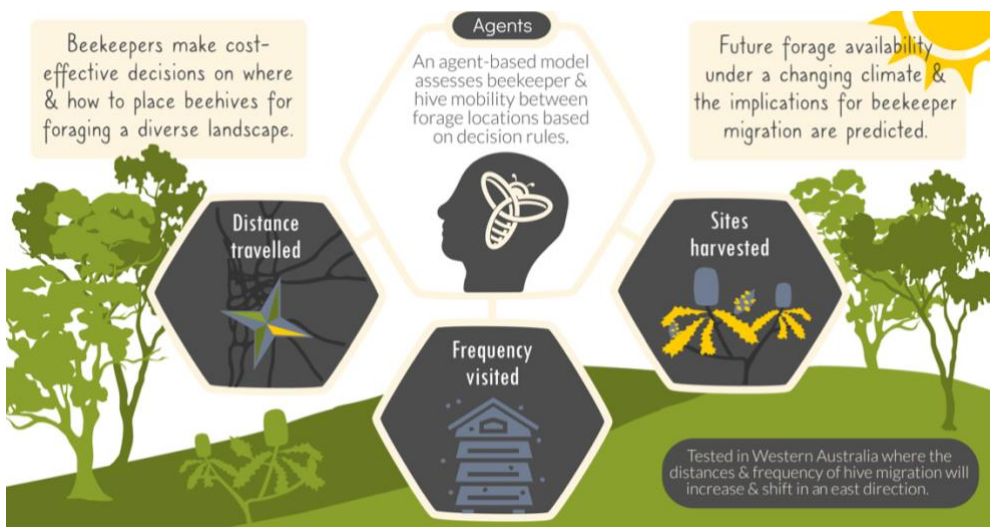 Beekeepers make cost-
effective decisions on where
& how to place beehives for
foraging a diverse landscape.
Agents
An agent-based model
assesses beekeeper &
hive mobility between
forage locations based
on decision rules.
Future forage availability
under a changing climate &
the implications for beekeeper
migration are predicted.
Distance
travelled
Frequency
visited
Sites
harvested
Tested in Western Australia where the
distances & frequency of hive migration will
increase & shift in an east direction.